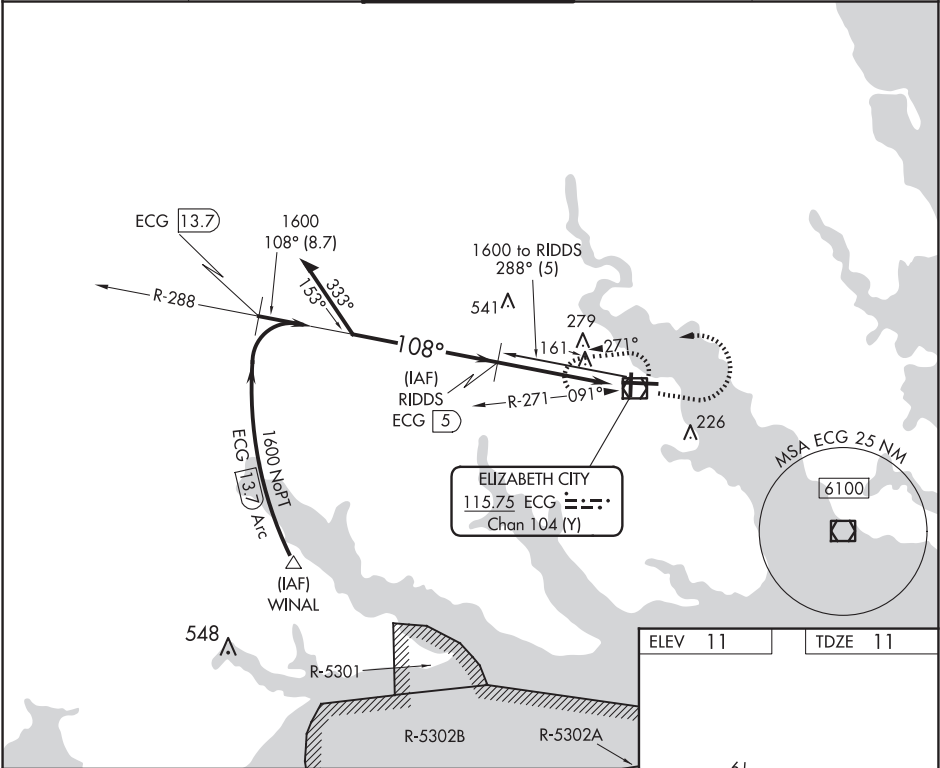 ECG 13.7
1600
108° (8.7)
R-288
333°
153°
1600 to RIDDS
288° (5)
541
279
161
271°
108°
(IAF)
RIDDS
ECG 5
R-271
091°
226
1600 NoPT
ECG 13.7 Arc
ELIZABETH CITY
115.75 ECG
Chan 104 (Y)
MSA ECG 25 NM
6100
(IAF)
WINAL
548
R-5301
R-5302B
R-5302A
ELEV 11
TDZE 11